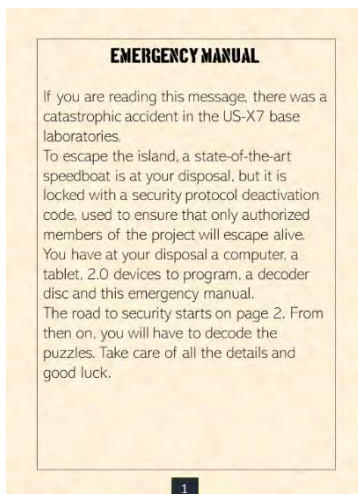 EMERGENCY MANUAL
If you are reading this message, there was a
catastrophic accident in the US-X7 base
laboratories.
To escape the island, a state-of-the-art
speedboat is at your disposal, but it is
locked with a security protocol deactivation
code, used to ensure that only authorized
members of the project will escape alive.
You have at your disposal a computer, a
tablet, 2.0 devices to program, a decoder
disc and this emergency manual.
The road to security starts on page 2. From
then on, you will have to decode the
puzzles. Take care of all the details and
good luck.
1